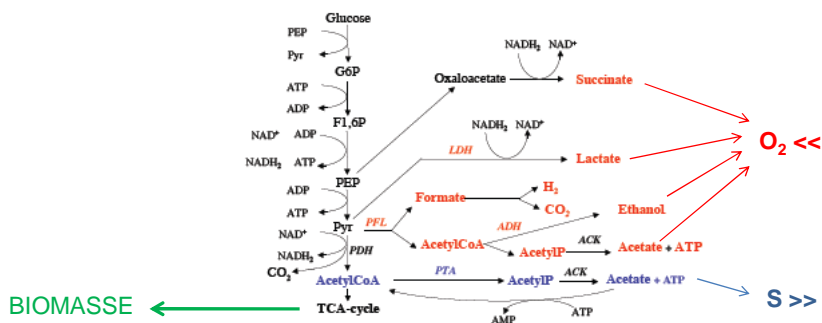 Glucose
PEP
Pyr
NADH₂ NAD⁺
G6P
Oxaloacetate
Succinate
ATP
ADP
F1,6P
O₂ <<
NAD⁺ ADP
NADH₂ NAD⁺
LDH
Lactate
NADH₂ ATP
PEP
ADP
H₂
Formate
CO₂
Ethanol
ATP
Pyr
PFL
ADH
NAD⁺
PDH
AcetylCoA
AcetylP
ACK
Acetate + ATP
NADH₂
CO₂
AcetylCoA
PTA
AcetylP
ACK
Acetate + ATP
S >>
BIOMASSE
TCA-cycle
AMP
ATP